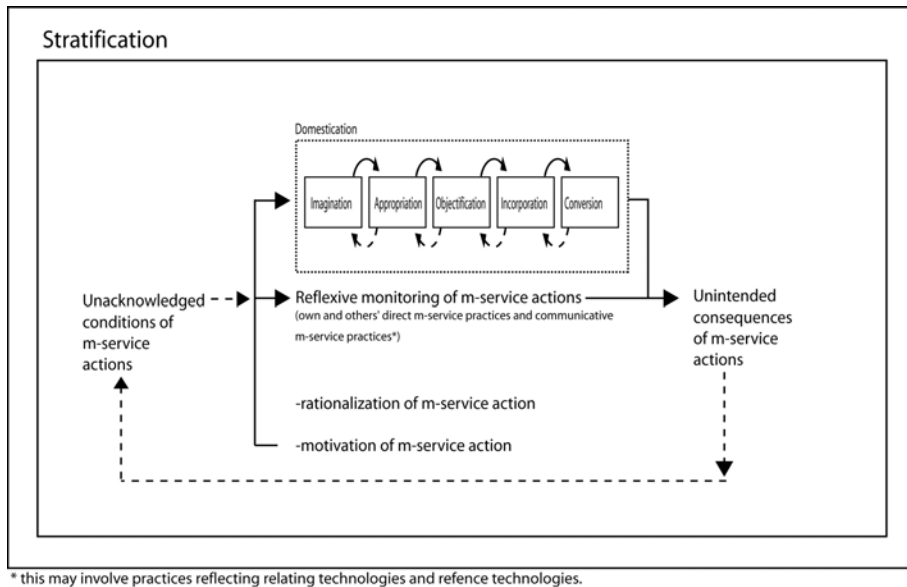 Stratification
Domestication
Imagination
Appropriation
Objectification
Incorporation
Conversion
Unacknowledged
conditions of
m-service
actions
Reflexive monitoring of m-service actions
(own and others' direct m-service practices and communicative
m-service practices*)
-rationalization of m-service action
-motivation of m-service action
Unintended
consequences
of m-service
actions
* this may involve practices reflecting relating technologies and refence technologies.